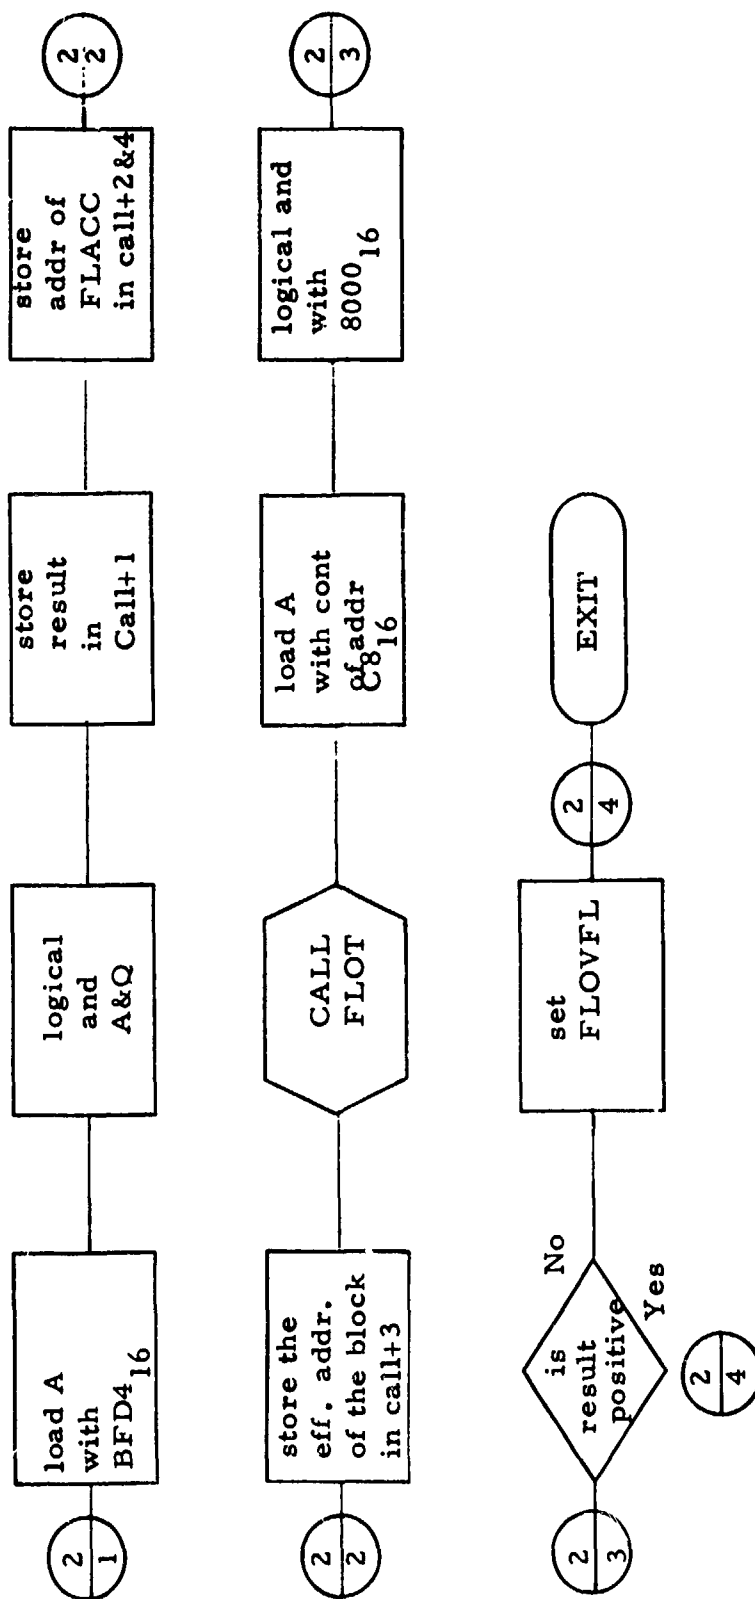 2
1
load A
with
BFD4 16
logical
and
A&Q
store
result
in
Call+1
store
addr of
FLACC
in call+2&4
2
2
2
2
store the
eff. addr.
of the block
in call+3
CALL
FLOT
load A
with cont
of addr
C8 16
logical and
with
8000 16
2
3
2
3
is
result
positive
No
Yes
2
4
set
FLOVFL
2
4
EXIT